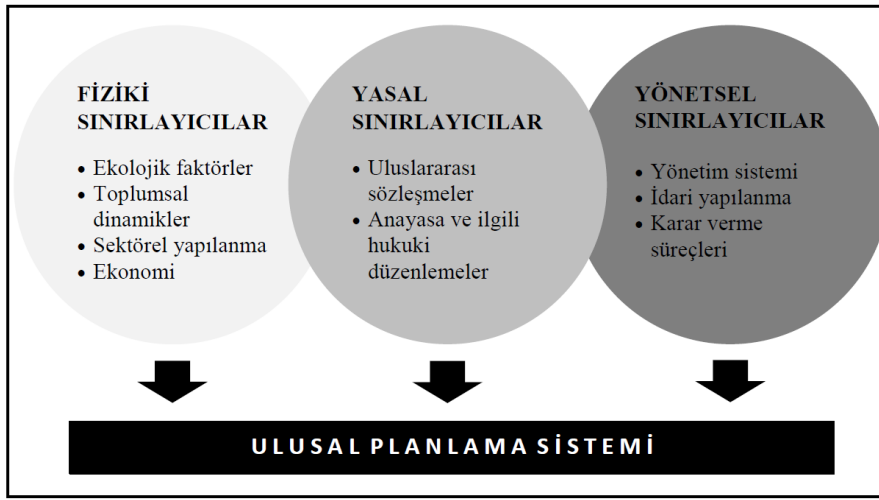 FİZİKİ
SINIRLAYICILAR
• Ekolojik faktörler
• Toplumsal
dinamikler
• Sektörel yapılanma
• Ekonomi
YASAL
SINIRLAYICILAR
• Uluslararası
sözleşmeler
• Anayasa ve ilgili
hukuki
düzenlemeler
YÖNETSEL
SINIRLAYICILAR
• Yönetim sistemi
• İdari yapılanma
• Karar verme
süreçleri
ULUSAL PLANLAMA SİSTEMİ